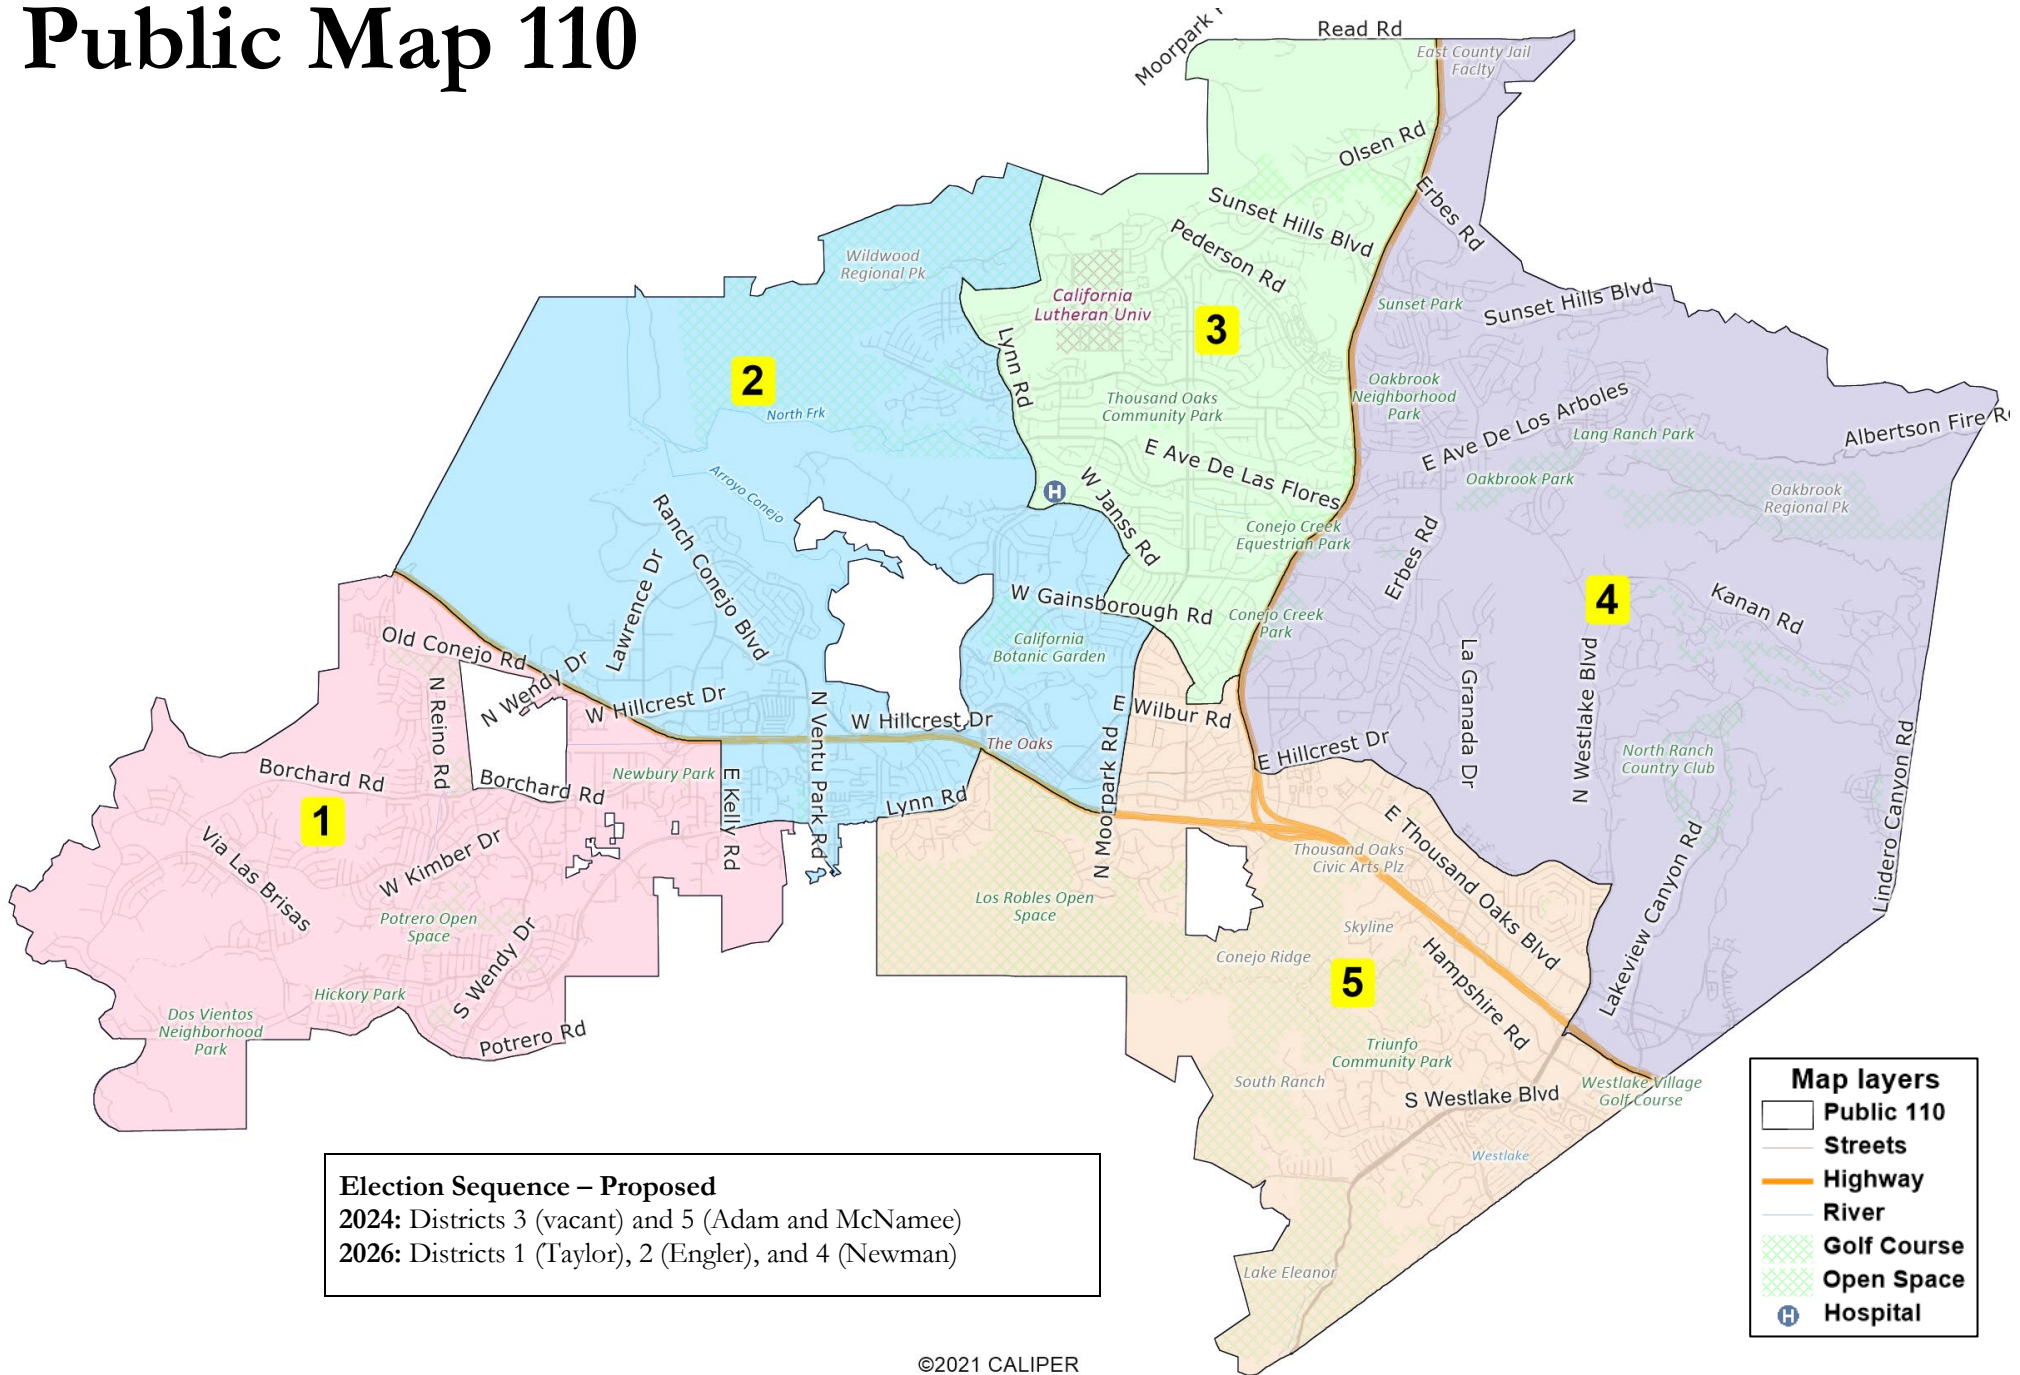 Public Map 110
Read Rd
East County Jail
Faclty
Moorpark
Olsen Rd
Erbes Rd
Sunset Hills Blvd
Pederson Rd
Wildwood
Regional Pk
California
Lutheran Univ
3
Sunset Park
Sunset Hills Blvd
Lynn Rd
2
North Frk
Thousand Oaks
Community Park
Oakbrook
Neighborhood
Park
E Ave De Los Arboles
Albertson Fire R
Lang Ranch Park
E Ave De Las Flores
Oakbrook Park
Oakbrook
Regional Pk
Arroyo Conejo
H
W Janss Rd
Ranch Conejo Blvd
Conejo Creek
Equestrian Park
Erbes Rd
Lawrence Dr
W Gainsborough Rd
Conejo Creek
Park
4
Kanan Rd
California
Botanic Garden
Old Conejo Rd
N Wendy Dr
N Reino Rd
W Hillcrest Dr
W Hillcrest Dr
N Ventu Park Rd
The Oaks
E Wilbur Rd
N Moorpark Rd
E Hillcrest Dr
La Granada Dr
N Westlake Blvd
North Ranch
Country Club
Lindero Canyon Rd
Borchard Rd
Borchard Rd
Newbury Park
E Kelly Rd
Lynn Rd
1
Via Las Brisas
W Kimber Dr
Thousand Oaks
Civic Arts Plz
E Thousand Oaks Blvd
Lakeview Canyon Rd
Potrero Open
Space
Los Robles Open
Space
Skyline
Conejo Ridge
5
Hampshire Rd
S Wendy Dr
Hickory Park
Dos Vientos
Neighborhood
Park
Potrero Rd
Triunfo
Community Park
South Ranch
S Westlake Blvd
Westlake Village
Golf Course
Westlake
Lake Eleanor
Map layers
Public 110
Streets
Highway
River
Golf Course
Open Space
H Hospital
Election Sequence – Proposed
2024: Districts 3 (vacant) and 5 (Adam and McNamee)
2026: Districts 1 (Taylor), 2 (Engler), and 4 (Newman)
©2021 CALIPER